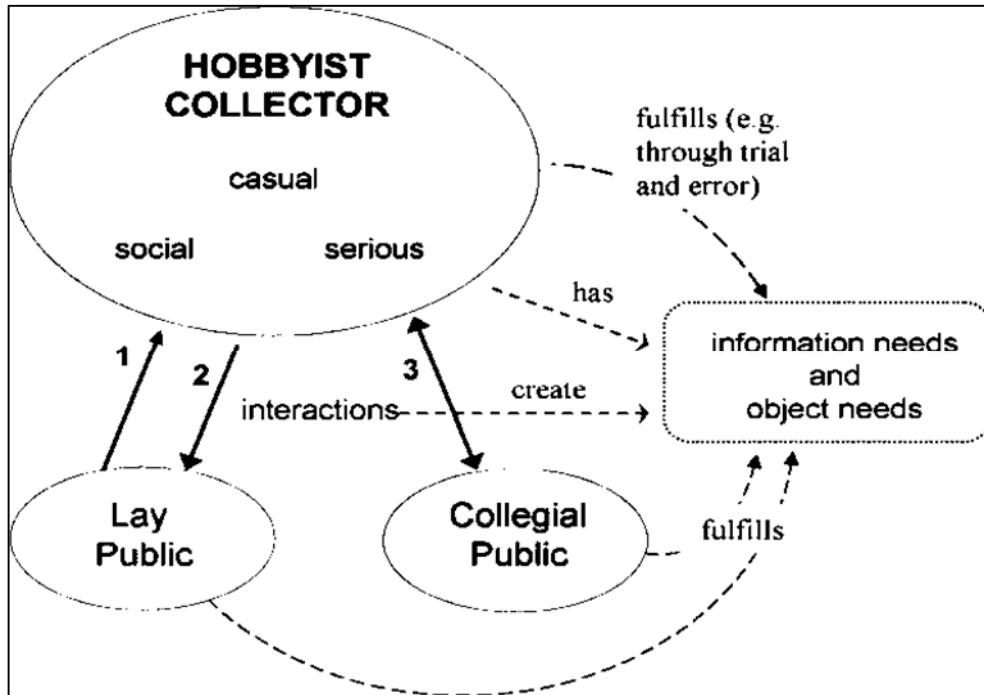 HOBBYIST
COLLECTOR
casual
social
serious
fulfills (e.g.
through trial
and error)
has
information needs
and
object needs
1
2
3
interactions
create
Lay
Public
Collegial
Public
fulfills